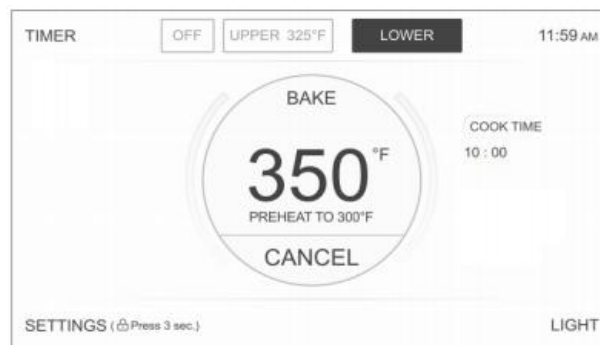 TIMER OFF UPPER 325°F LOWER 11:59 AM
BAKE
COOK TIME
350°F
10 : 00
PREHEAT TO 300°F
CANCEL
SETTINGS ( Press 3 sec.) LIGHT